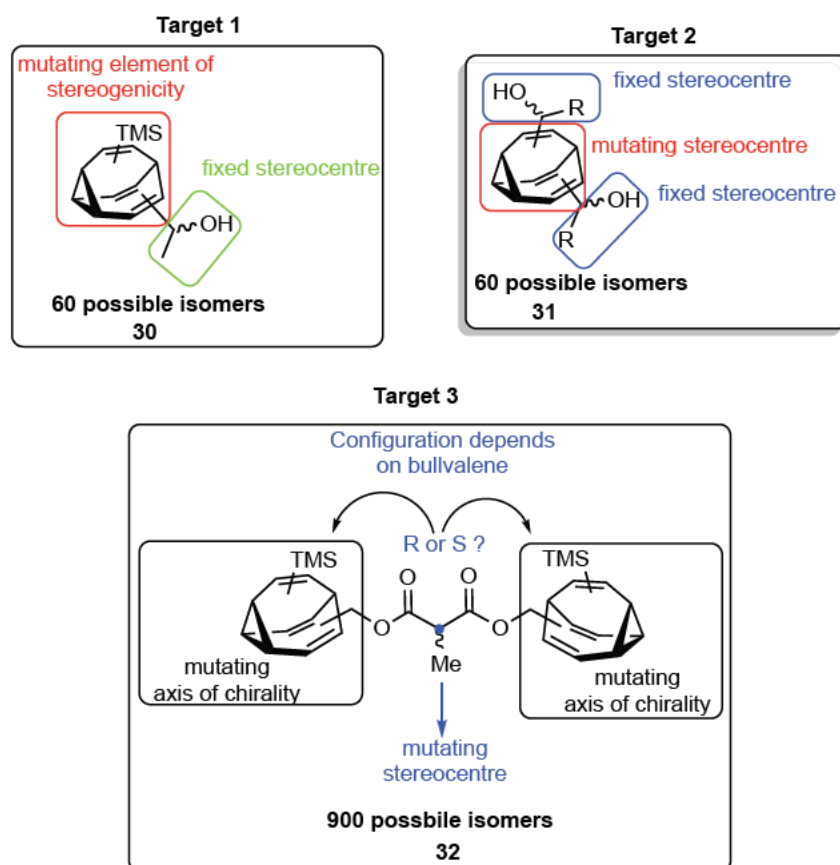 Target 1
mutating element of
stereogenicity
TMS
fixed stereocentre
OH
60 possible isomers
30
Target 2
fixed stereocentre
HO
R
mutating stereocentre
OH
fixed stereocentre
R
60 possible isomers
31
Target 3
Configuration depends
on bullvalene
R or S ?
TMS
TMS
O
O
O
O
Me
mutating
axis of chirality
mutating
axis of chirality
mutating
stereocentre
900 possbile isomers
32